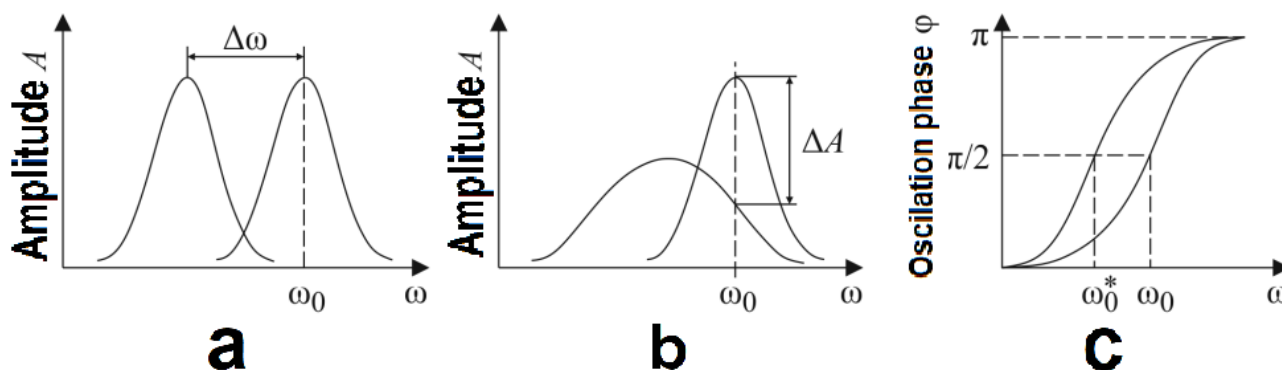 Amplitude A
Δω
ω₀
ω
a
Amplitude A
ΔA
ω₀
ω
b
Oscilation phase φ
π
π/2
ω₀*
ω₀
ω
c